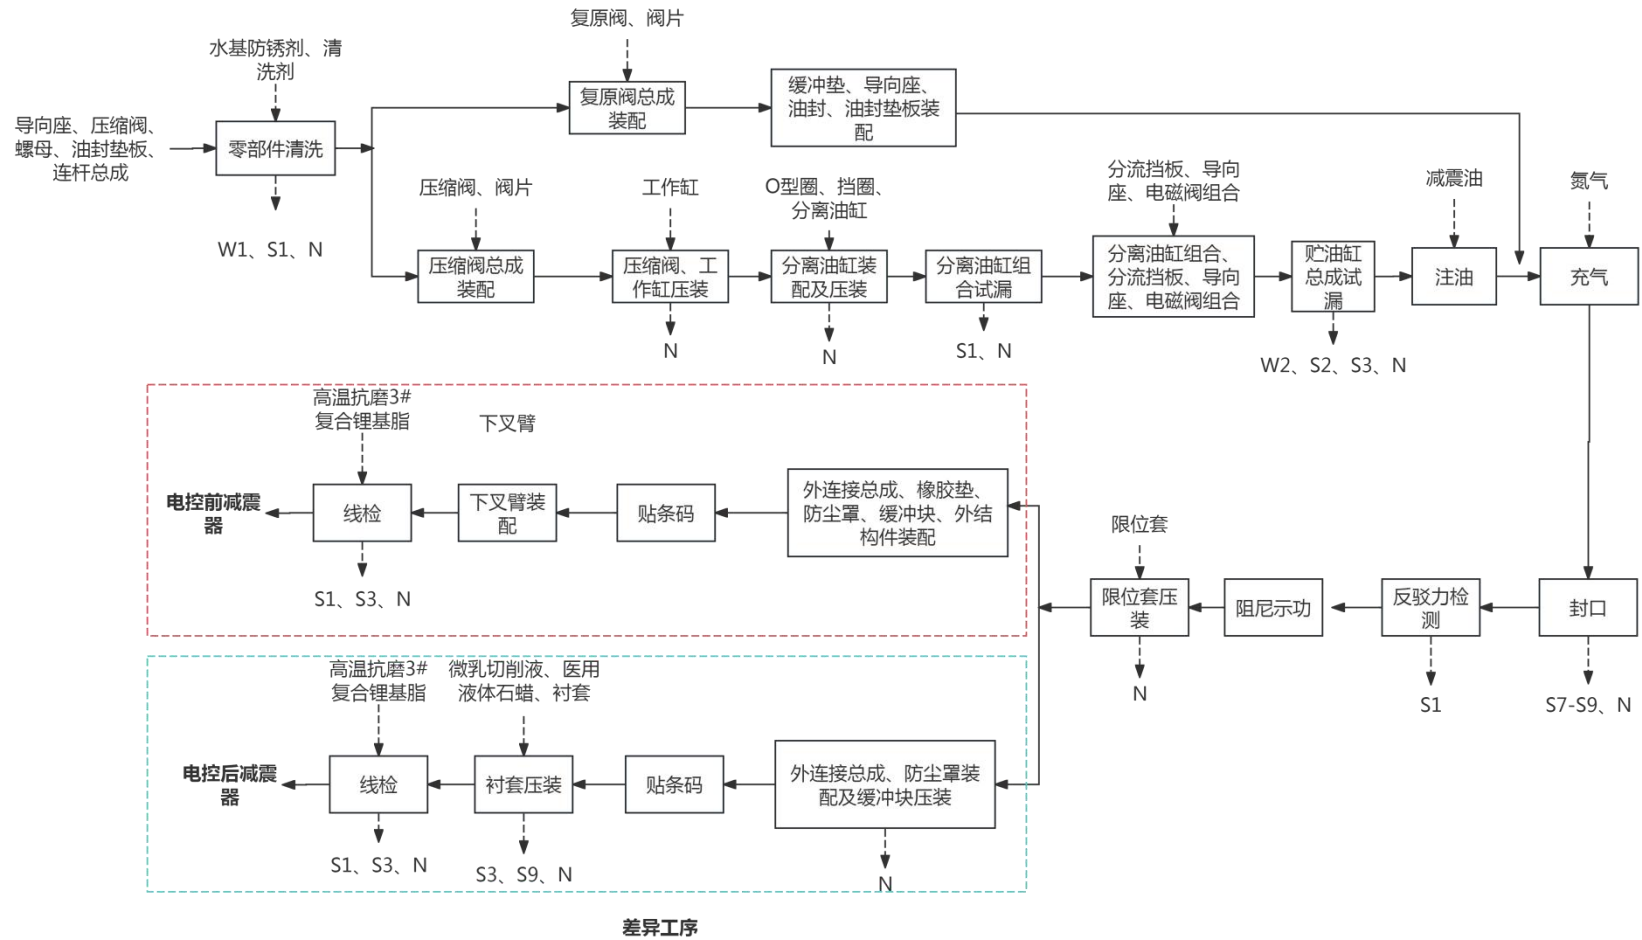 复原阀、阀片
水基防锈剂、清
洗剂
导向座、压缩阀、
螺母、油封垫板、
连杆总成
零部件清洗
W1、S1、N
复原阀总成
装配
缓冲垫、导向座、
油封、油封垫板装
配
压缩阀、阀片
工作缸
O型圈、挡圈、
分离油缸
分流挡板、导向
座、电磁阀组合
减震油
氮气
压缩阀总成
装配
压缩阀、工
作缸压装
N
分离油缸装
配及压装
N
分离油缸组
合试漏
S1、N
分离油缸组合、
分流挡板、导向
座、电磁阀组合
贮油缸
总成试
漏
W2、S2、S3、N
注油
充气
高温抗磨3#
复合锂基脂
下叉臂
电控前减震
器
线检
S1、S3、N
下叉臂装
配
贴条码
外连接总成、橡胶垫、
防尘罩、缓冲块、外结
构件装配
限位套
限位套压
装
N
阻尼示功
反驳力检
测
S1
封口
S7-S9、N
高温抗磨3#
复合锂基脂
微乳切削液、医用
液体石蜡、衬套
电控后减震
器
线检
S1、S3、N
衬套压装
S3、S9、N
贴条码
外连接总成、防尘罩装
配及缓冲块压装
N
差异工序